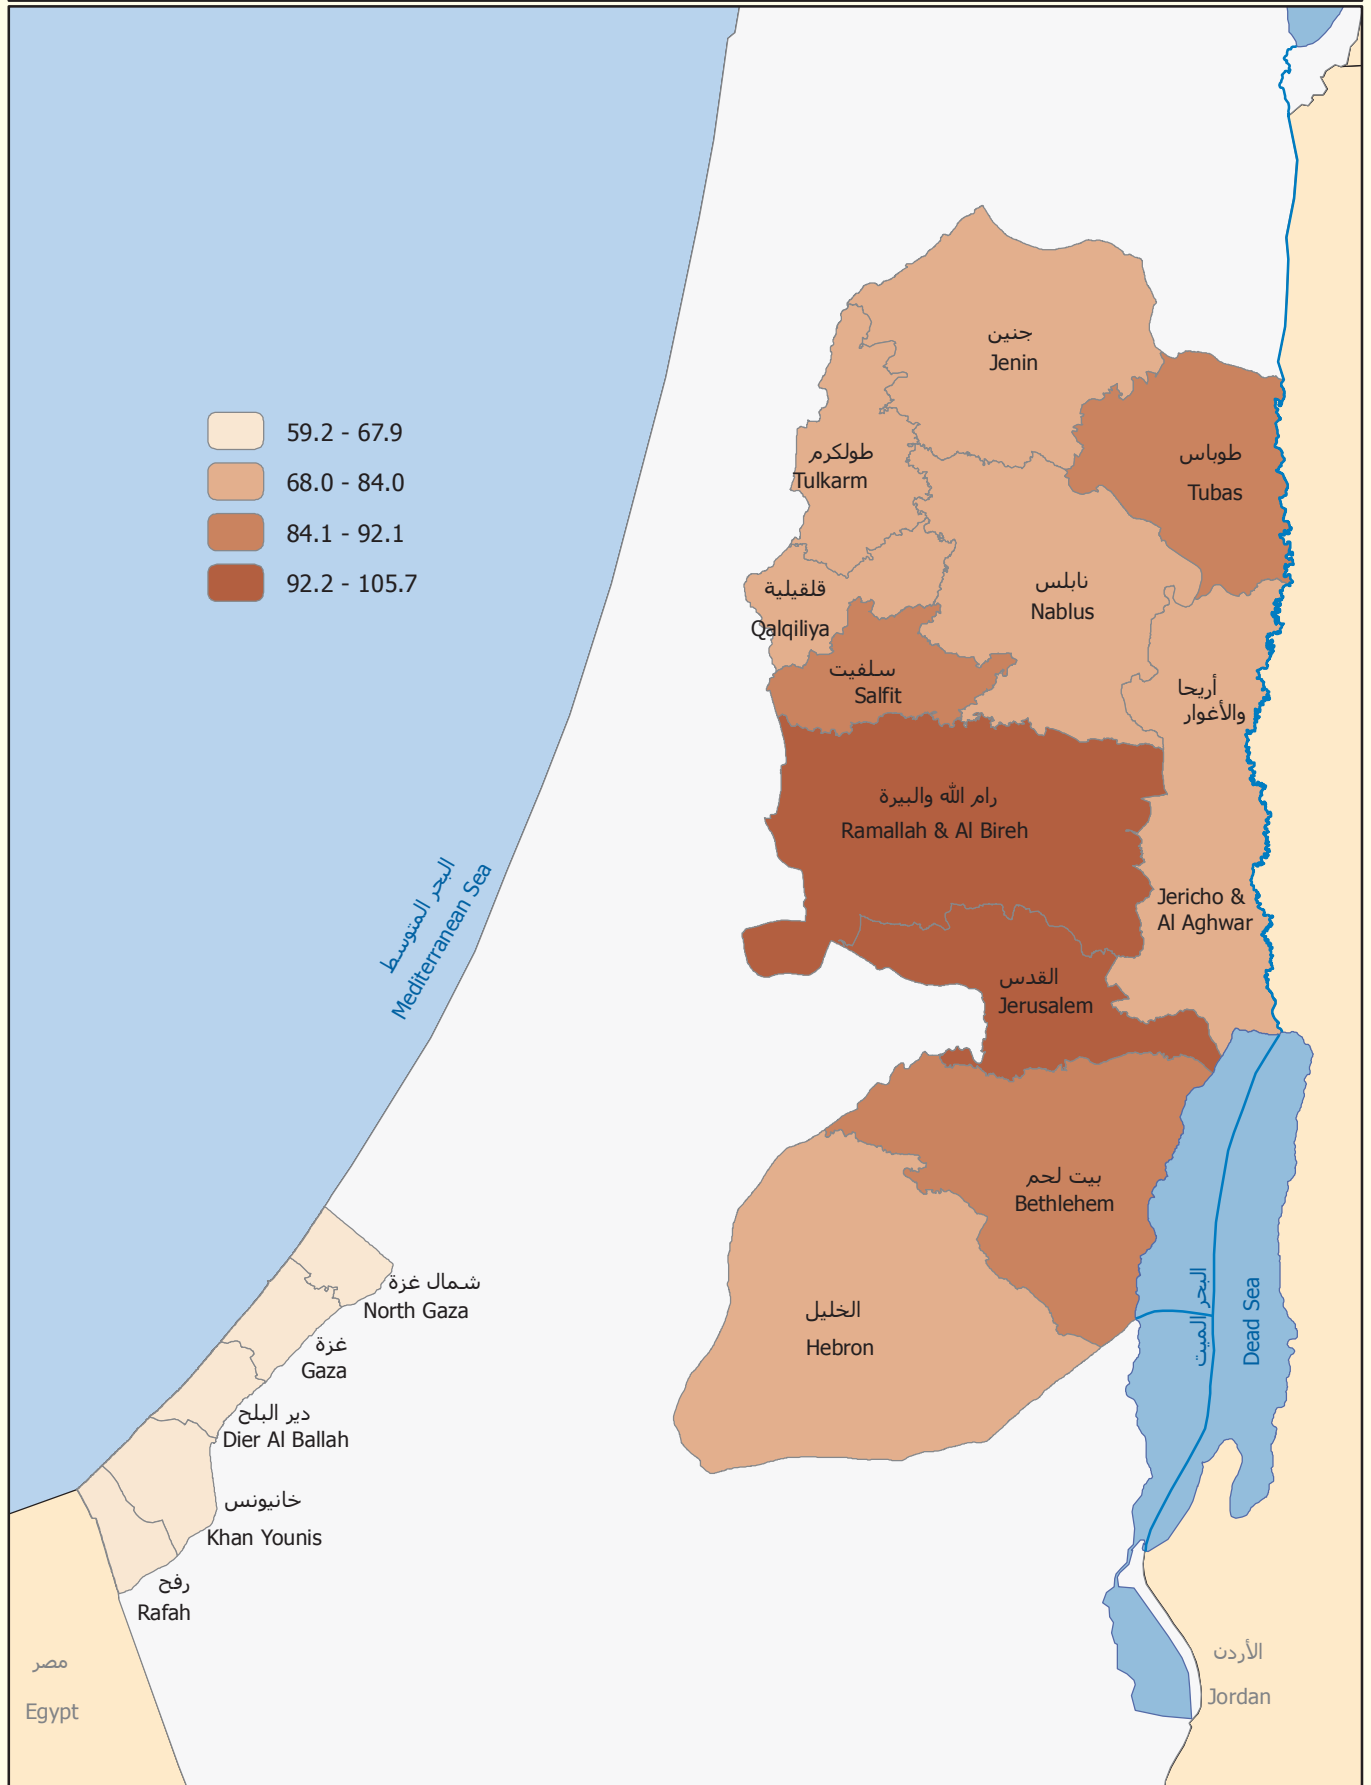 جنين
Jenin
59.2 - 67.9
68.0 - 84.0
84.1 - 92.1
92.2 - 105.7
طولكرم
Tulkarm
طوباس
Tubas
قلقيلية
Qalqiliya
نابلس
Nablus
سلفيت
Salfit
أريحا
والأغوار
رام الله والبيرة
Ramallah & Al Bireh
Jericho &
Al Aghwar
البحر المتوسط
Mediterranean Sea
القدس
Jerusalem
بيت لحم
Bethlehem
البحر الميت
Dead Sea
الخليل
Hebron
شمال غزة
North Gaza
غزة
Gaza
دير البلح
Dier Al Ballah
خانيونس
Khan Younis
رفح
Rafah
مصر
Egypt
الأردن
Jordan